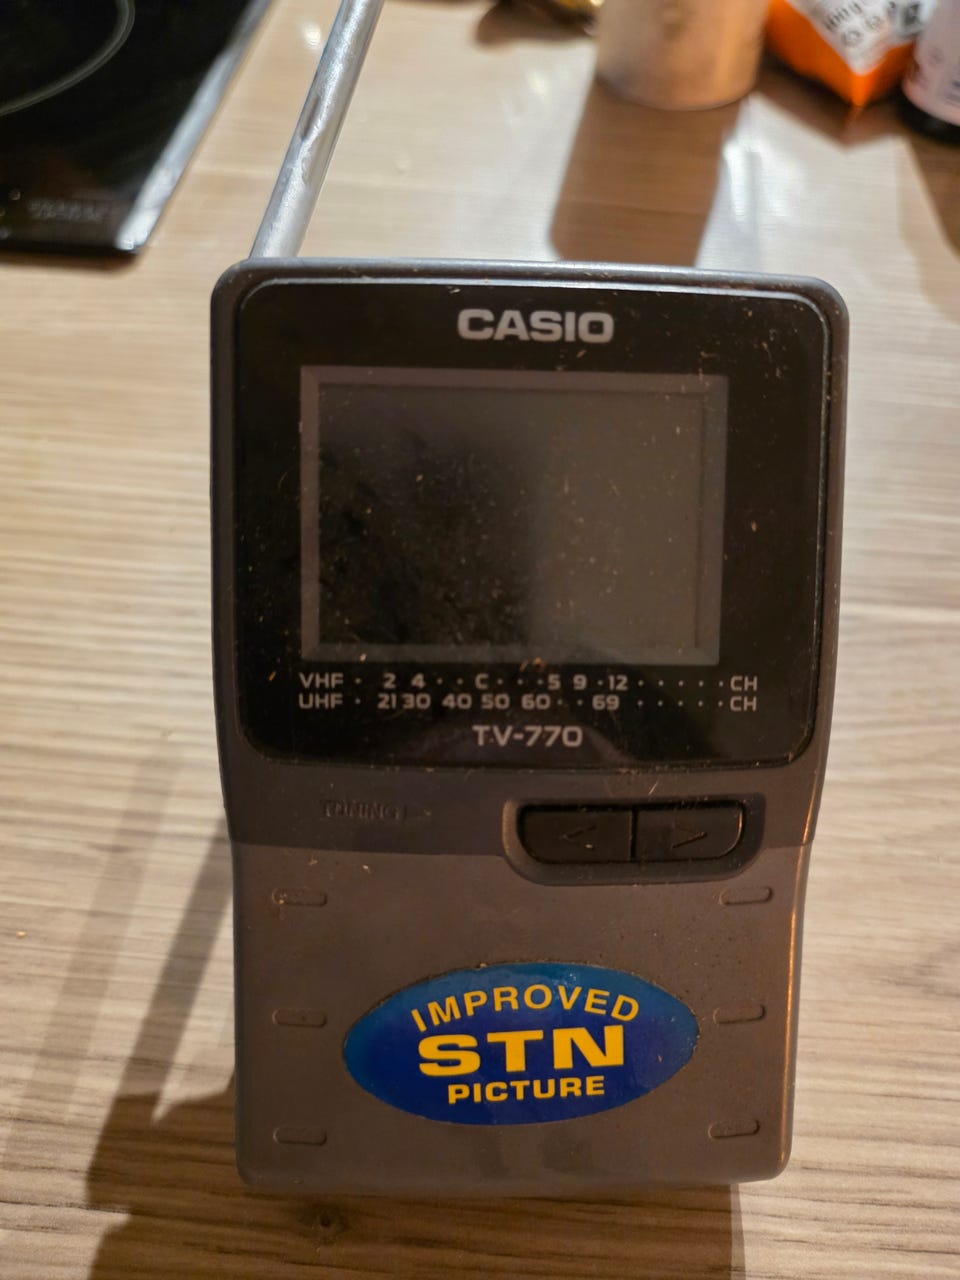 CASIO
VHF · 2 4 · · C · · · 5 9 · 12 · · · · · · CH
UHF · 21 30 40 50 60 · · 69 · · · · · CH
TV-770
TUNING
< >
IMPROVED
STN
PICTURE